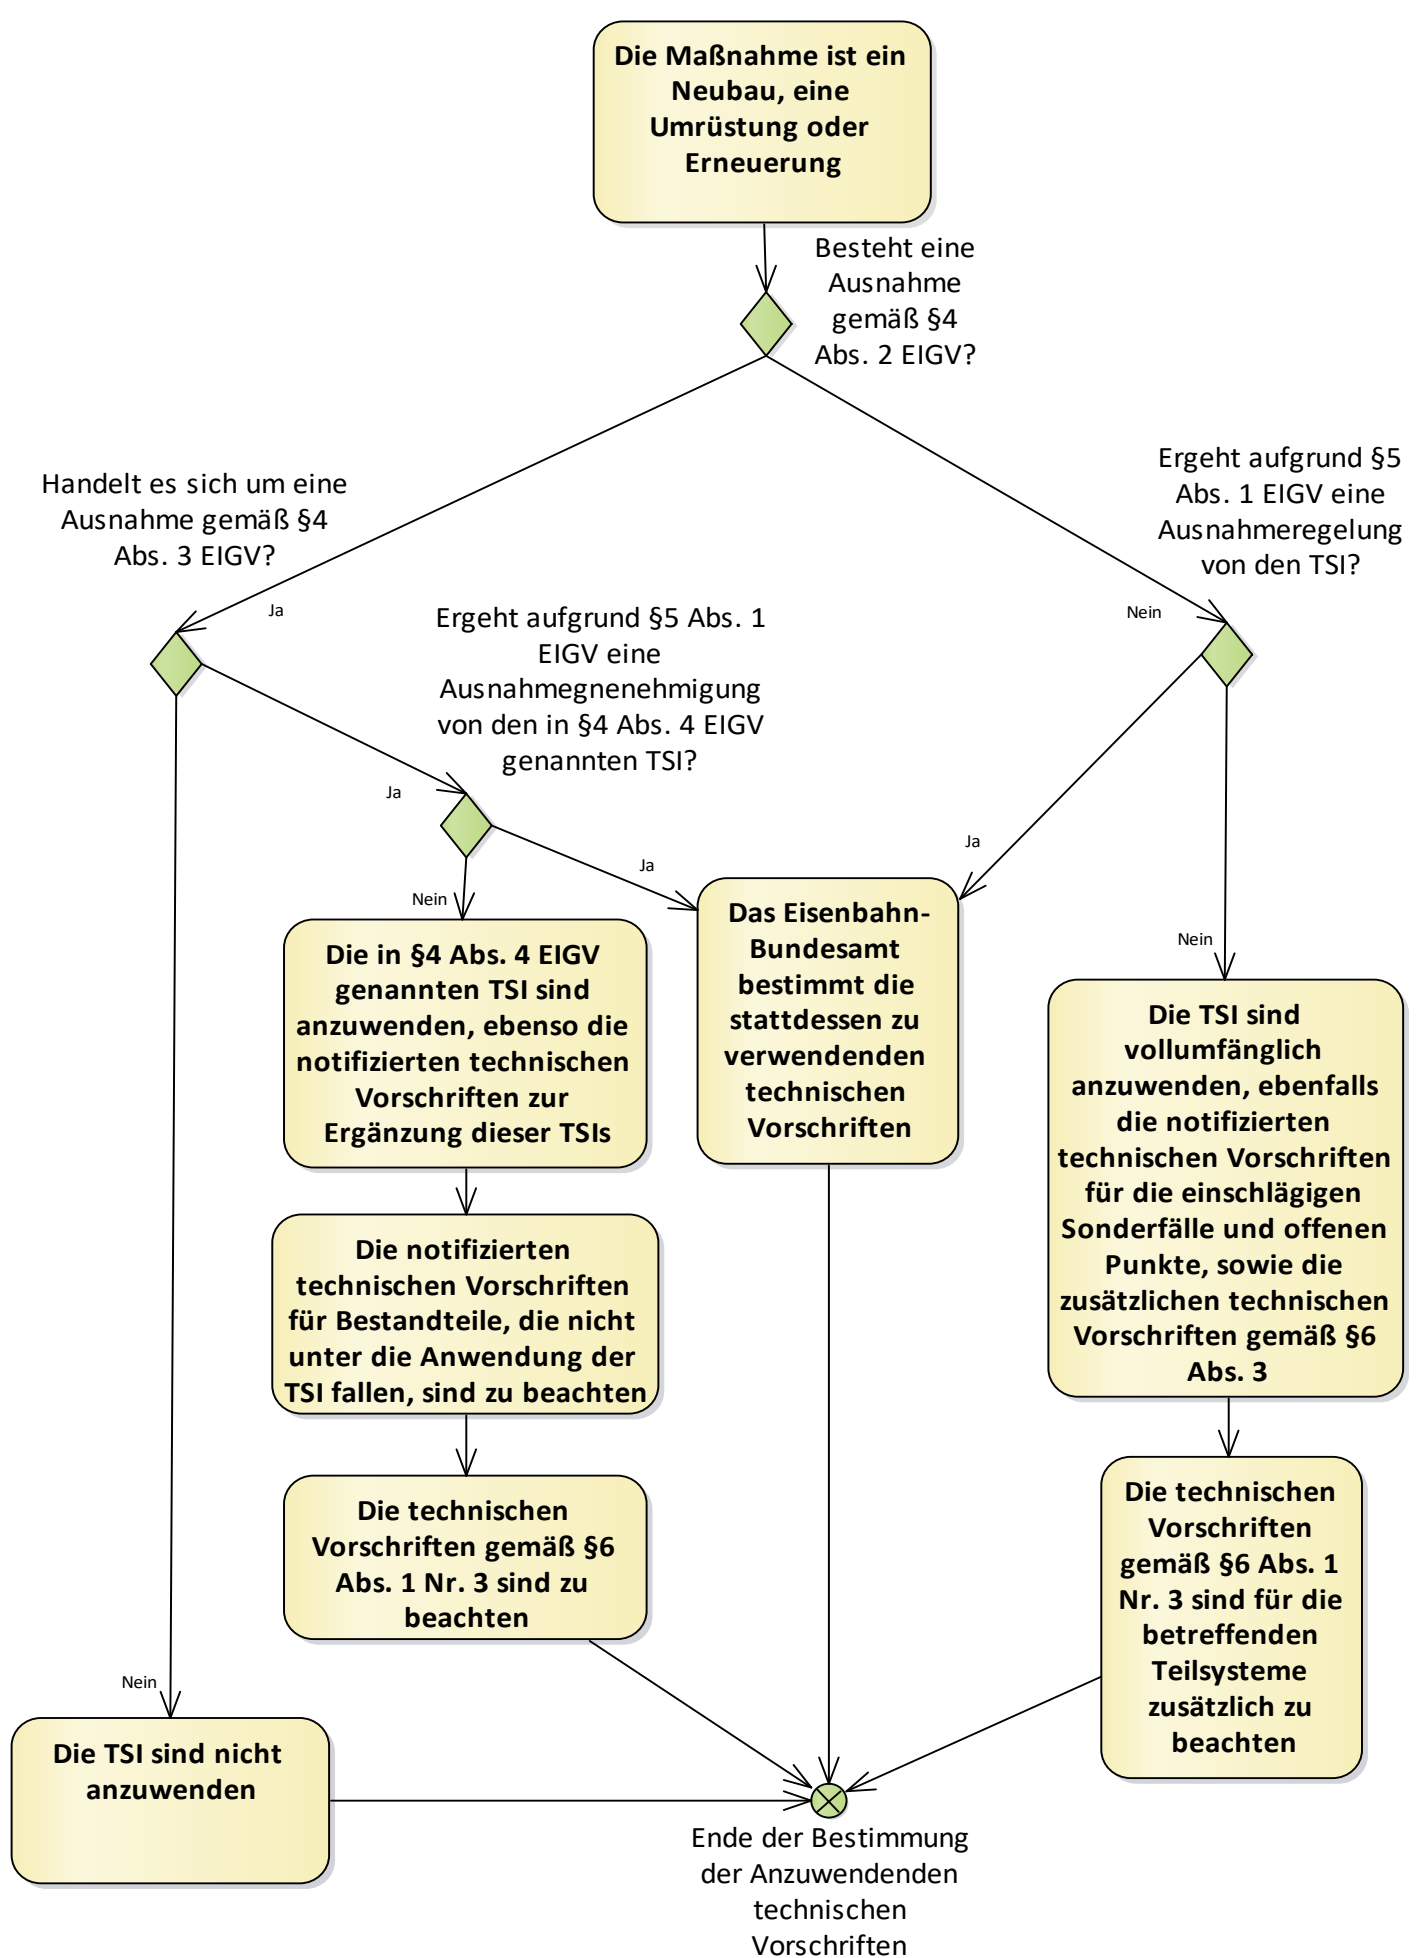 Die Maßnahme ist ein
Neubau, eine
Umrüstung oder
Erneuerung
Besteht eine
Ausnahme
gemäß §4
Abs. 2 EIGV?
Handelt es sich um eine
Ausnahme gemäß §4
Abs. 3 EIGV?
Ergeht aufgrund §5
Abs. 1 EIGV eine
Ausnahmeregelung
von den TSI?
Ja
Nein
Ergeht aufgrund §5 Abs. 1
EIGV eine
Ausnahmegnenehmigung
von den in §4 Abs. 4 EIGV
genannten TSI?
Ja
Ja
Ja
Nein
Nein
Die in §4 Abs. 4 EIGV
genannten TSI sind
anzuwenden, ebenso die
notifizierten technischen
Vorschriften zur
Ergänzung dieser TSIs
Das Eisenbahn-
Bundesamt
bestimmt die
stattdessen zu
verwendenden
technischen
Vorschriften
Die TSI sind
vollumfänglich
anzuwenden, ebenfalls
die notifizierten
technischen Vorschriften
für die einschlägigen
Sonderfälle und offenen
Punkte, sowie die
zusätzlichen technischen
Vorschriften gemäß §6
Abs. 3
Die notifizierten
technischen Vorschriften
für Bestandteile, die nicht
unter die Anwendung der
TSI fallen, sind zu beachten
Die technischen
Vorschriften gemäß §6
Abs. 1 Nr. 3 sind zu
beachten
Die technischen
Vorschriften
gemäß §6 Abs. 1
Nr. 3 sind für die
betreffenden
Teilsysteme
zusätzlich zu
beachten
Nein
Die TSI sind nicht
anzuwenden
Ende der Bestimmung
der Anzuwendenden
technischen
Vorschriften